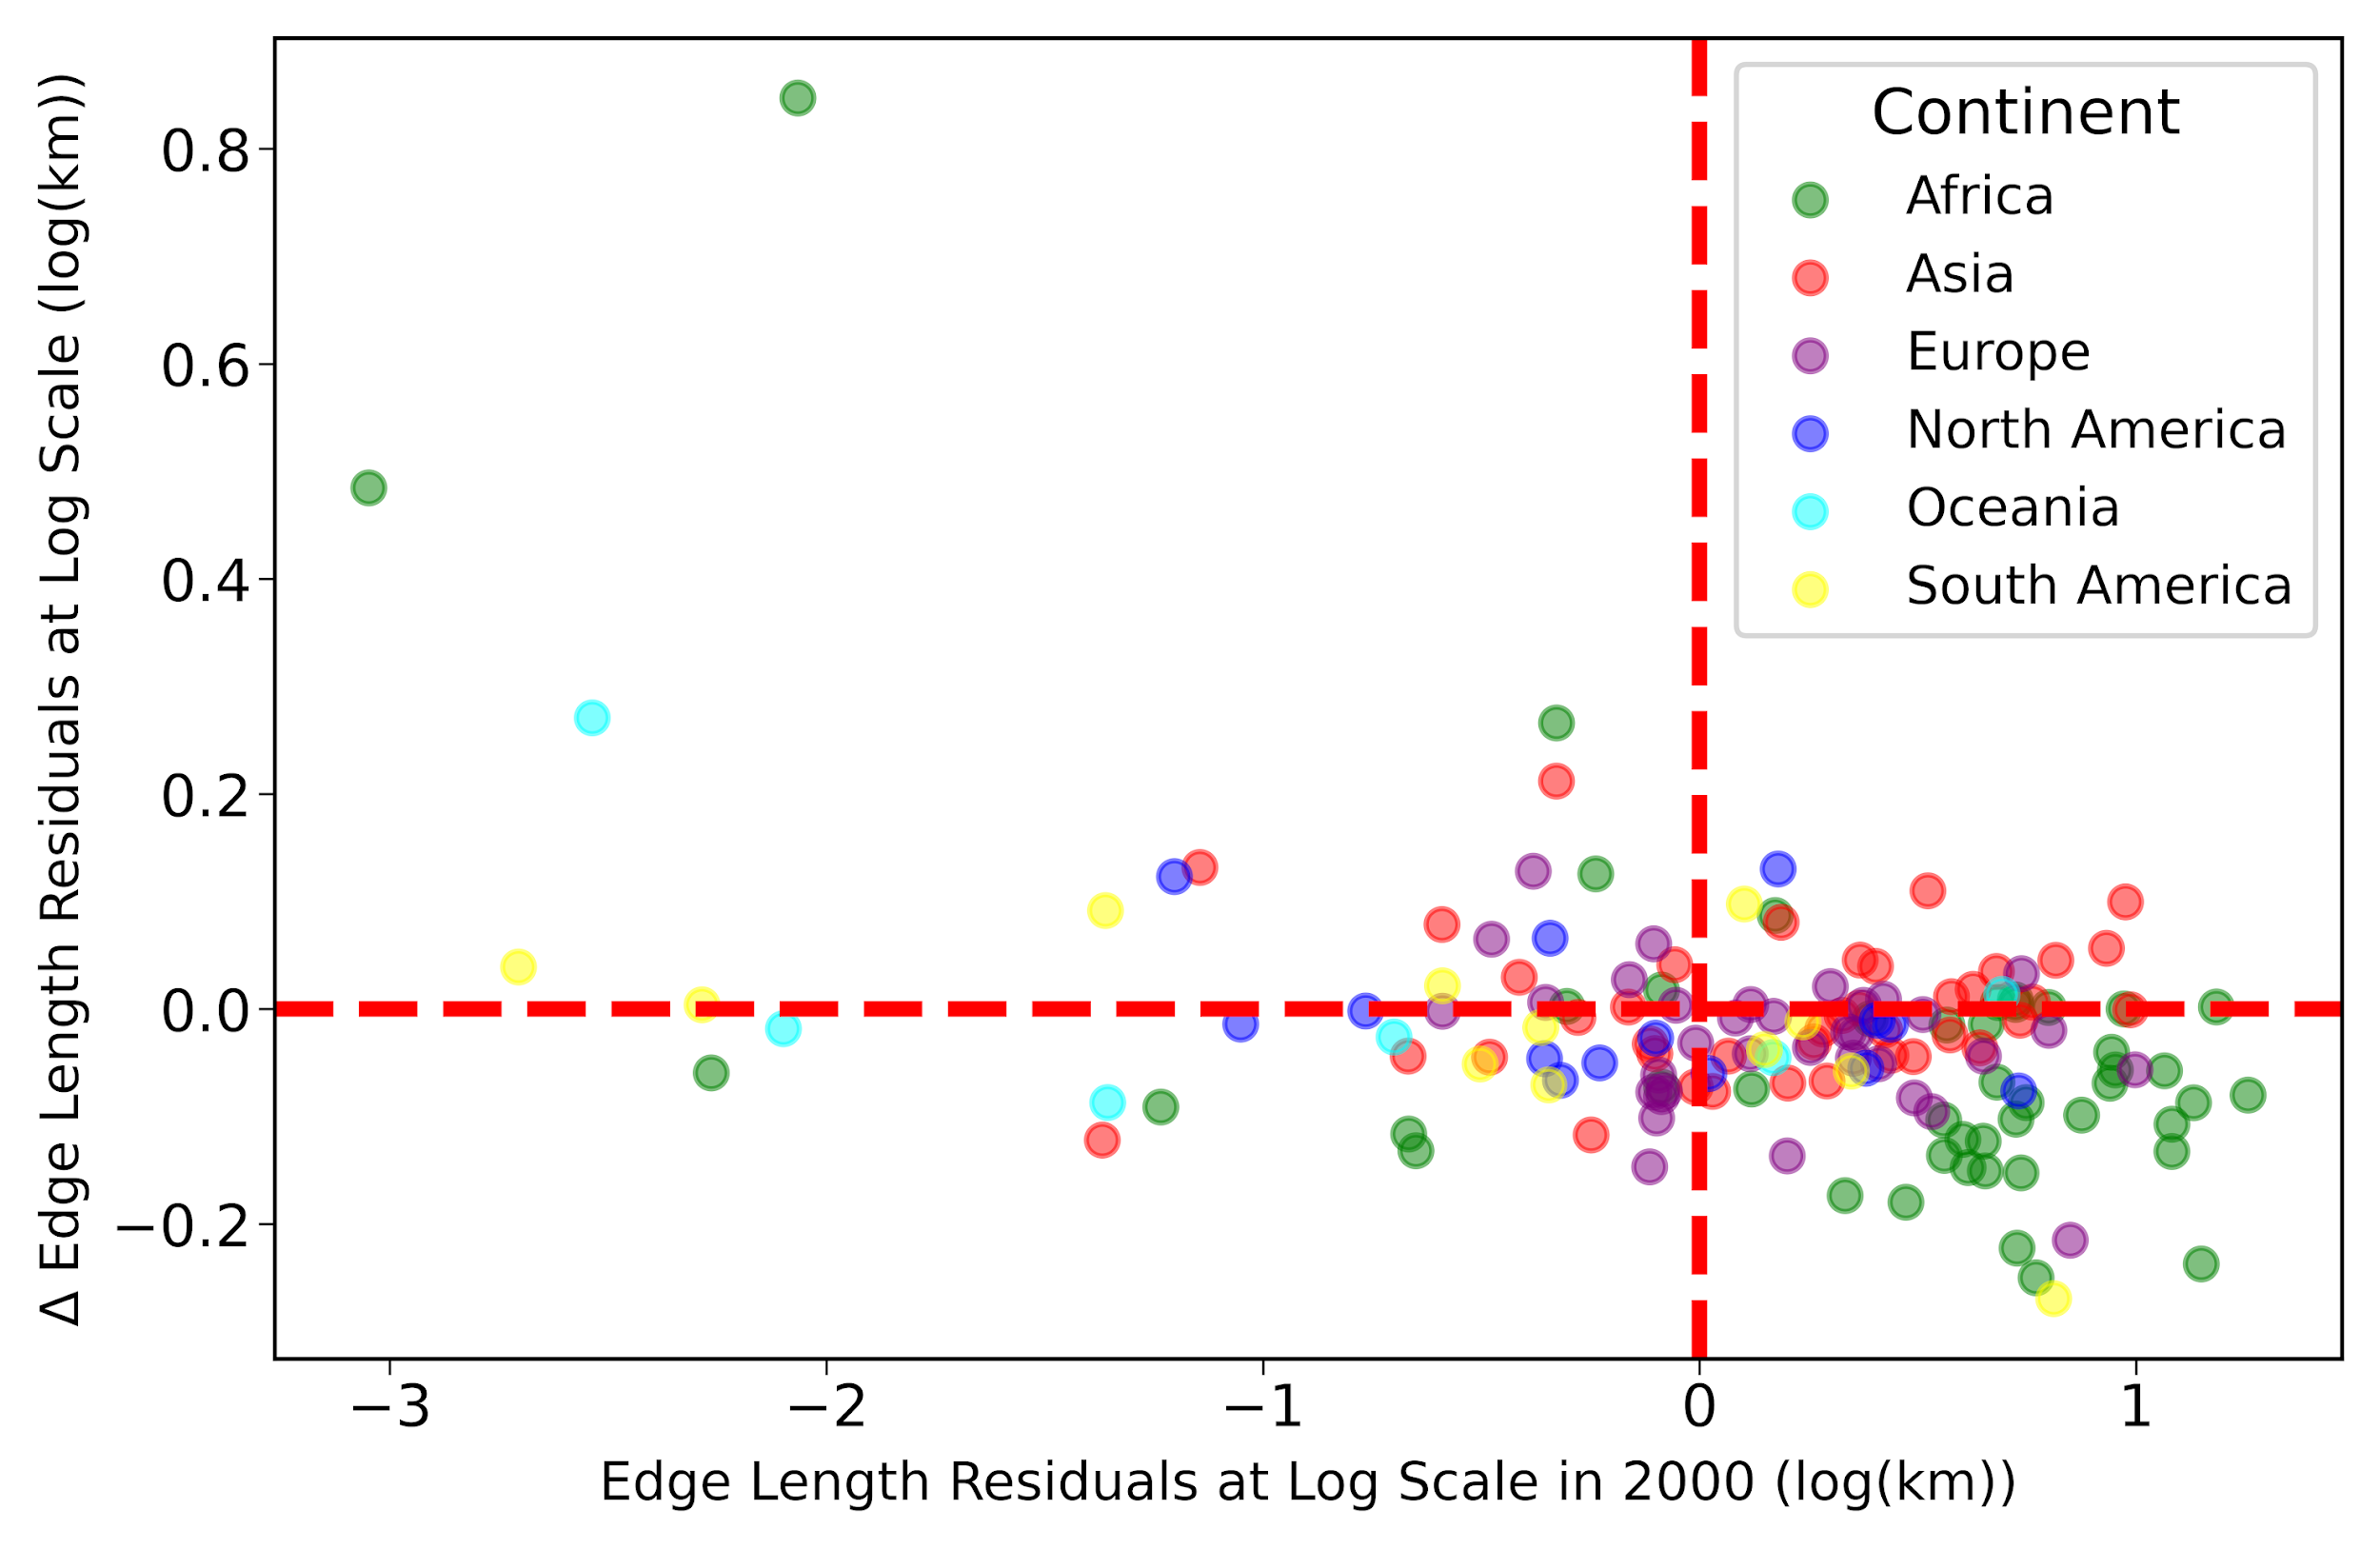 Δ Edge Length Residuals at Log Scale (log(km))
0.8
0.6
0.4
0.2
0.0
−0.2
Continent
Africa
Asia
Europe
North America
Oceania
South America
−3 −2 −1 0 1
Edge Length Residuals at Log Scale in 2000 (log(km))